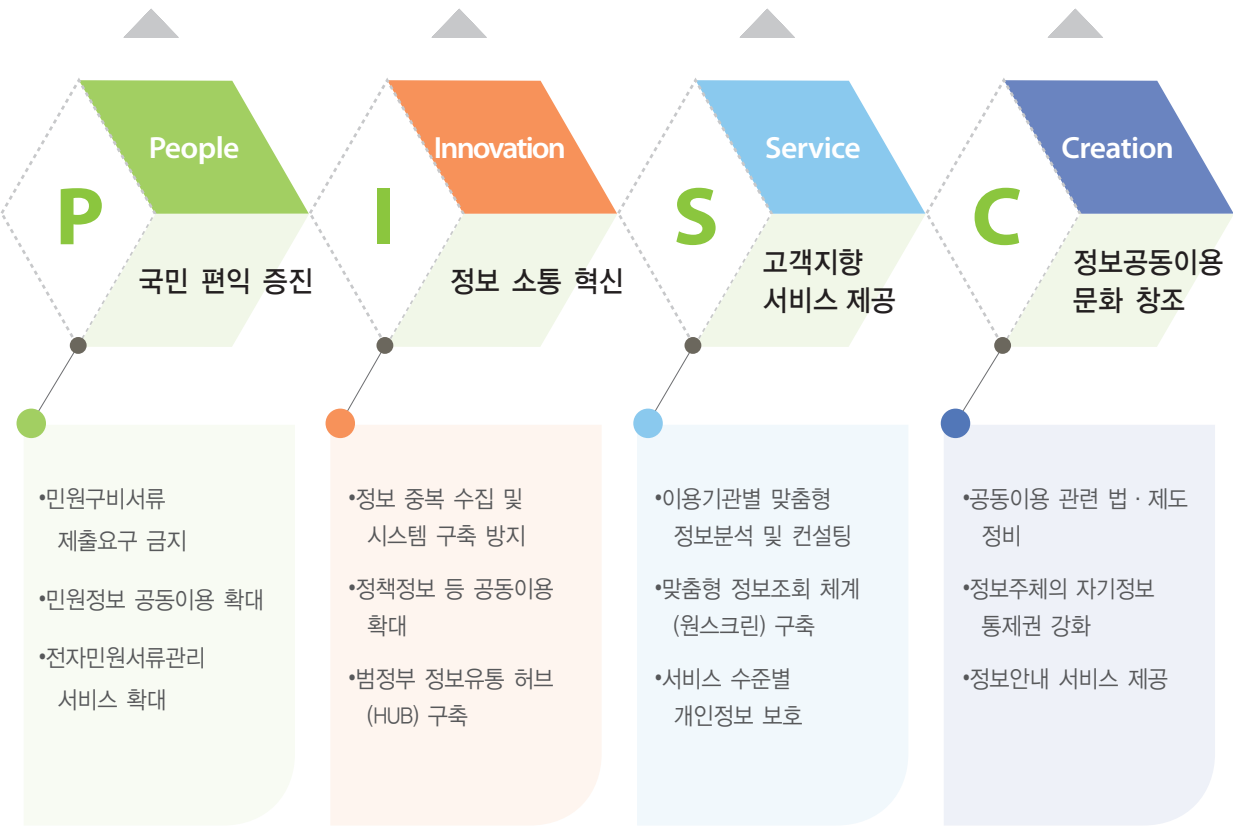 P
People
국민 편익 증진
•민원구비서류
제출요구 금지
•민원정보 공동이용 확대
•전자민원서류관리
서비스 확대
I
Innovation
정보 소통 혁신
•정보 중복 수집 및
시스템 구축 방지
•정책정보 등 공동이용
확대
•범정부 정보유통 허브
(HUB) 구축
S
Service
고객지향
서비스 제공
•이용기관별 맞춤형
정보분석 및 컨설팅
•맞춤형 정보조회 체계
(원스크린) 구축
•서비스 수준별
개인정보 보호
C
Creation
정보공동이용
문화 창조
•공동이용 관련 법 · 제도
정비
•정보주체의 자기정보
통제권 강화
•정보안내 서비스 제공